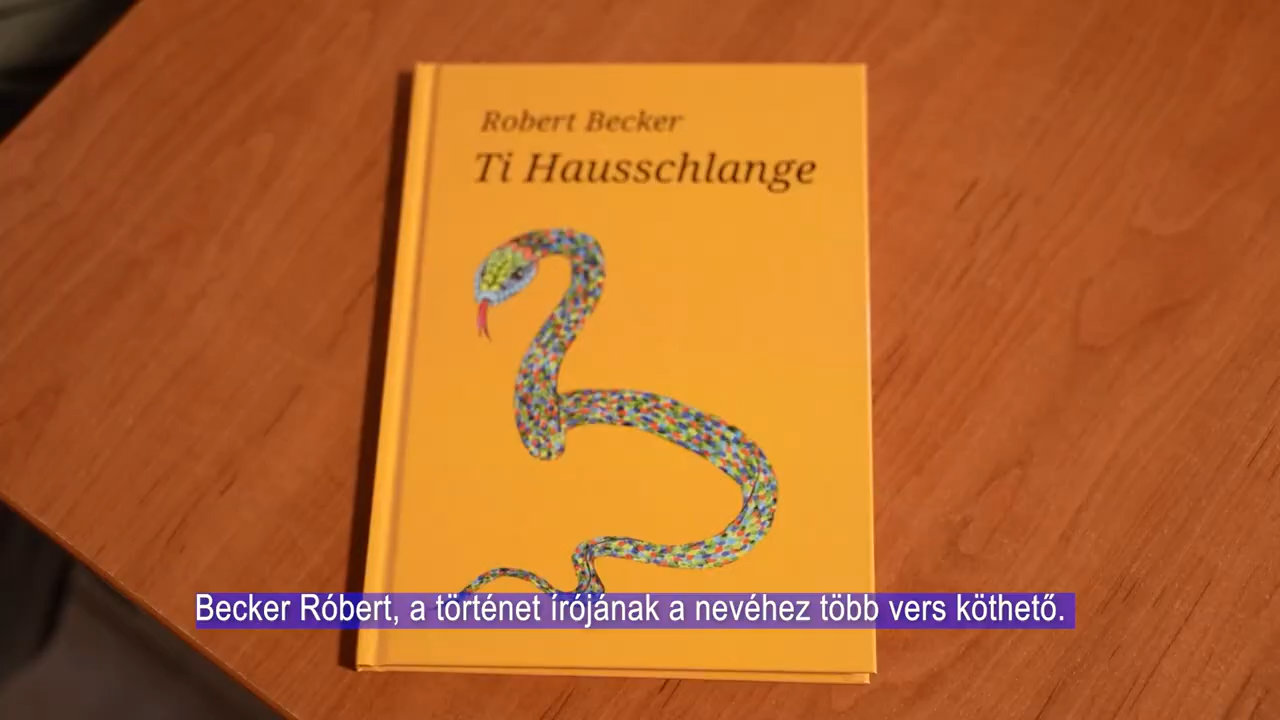 Robert Becker
Ti Hausschlange
Becker Róbert, a történet írójának a nevéhez több vers köthető.